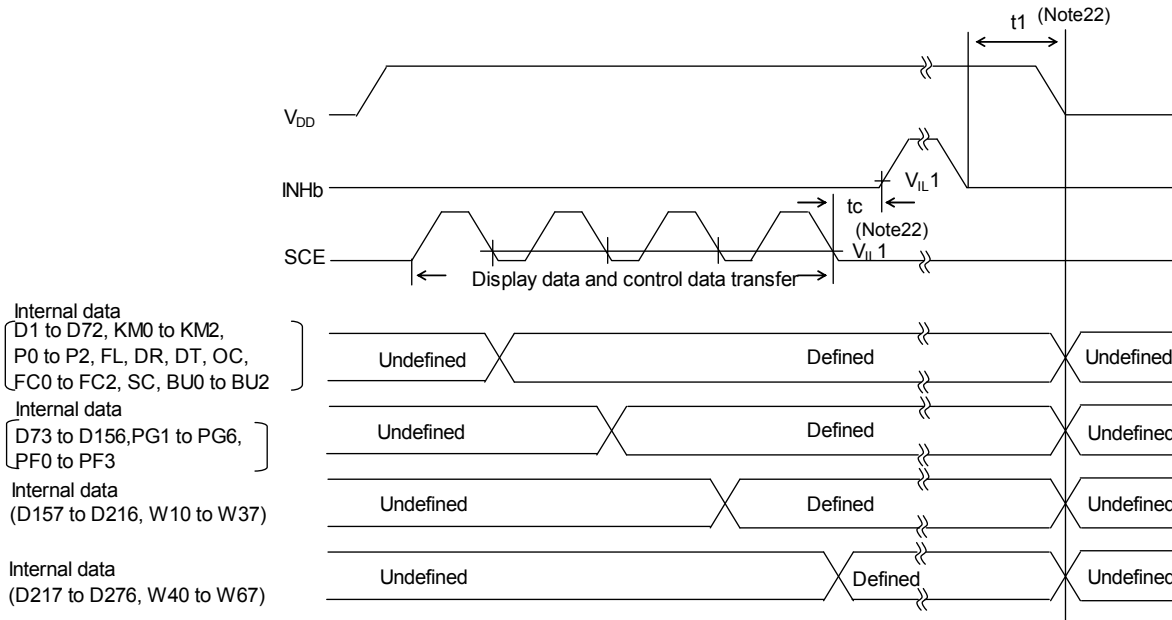 t1 (Note22)
VDD
INHb
VIL1
tc
(Note22)
SCE
VIL1
Display data and control data transfer
Internal data
D1 to D72, KM0 to KM2,
P0 to P2, FL, DR, DT, OC,
FC0 to FC2, SC, BU0 to BU2
Undefined
Defined
Undefined
Internal data
D73 to D156,PG1 to PG6,
PF0 to PF3
Undefined
Defined
Undefined
Internal data
(D157 to D216, W10 to W37)
Undefined
Defined
Undefined
Internal data
(D217 to D276, W40 to W67)
Undefined
Defined
Undefined